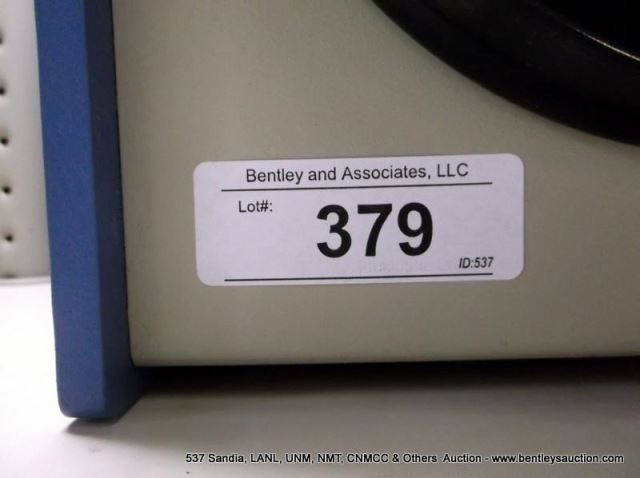 Bentley and Associates, LLC
Lot#:
379
ID:537
537 Sandia, LANL, UNM, NMT, CNMCC & Others Auction - www.bentleysauction.com